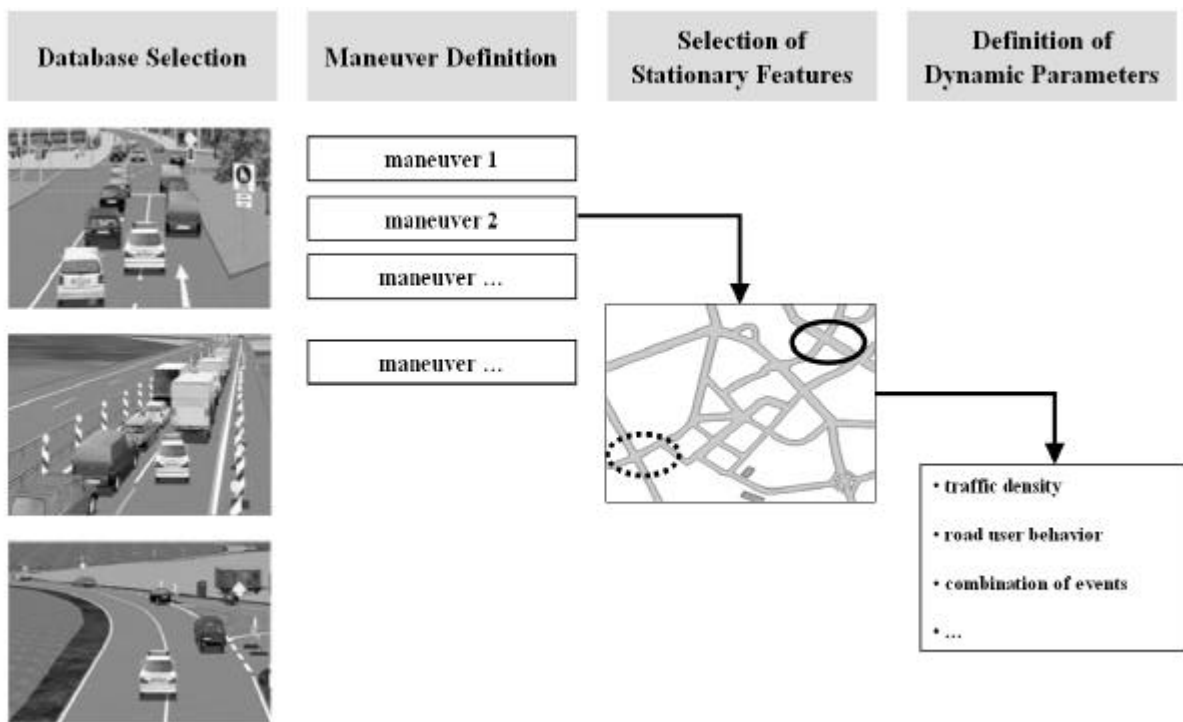 Database Selection
Maneuver Definition
Selection of
Stationary Features
Definition of
Dynamic Parameters
maneuver 1
maneuver 2
maneuver …
maneuver …
• traffic density
• road user behavior
• combination of events
• …